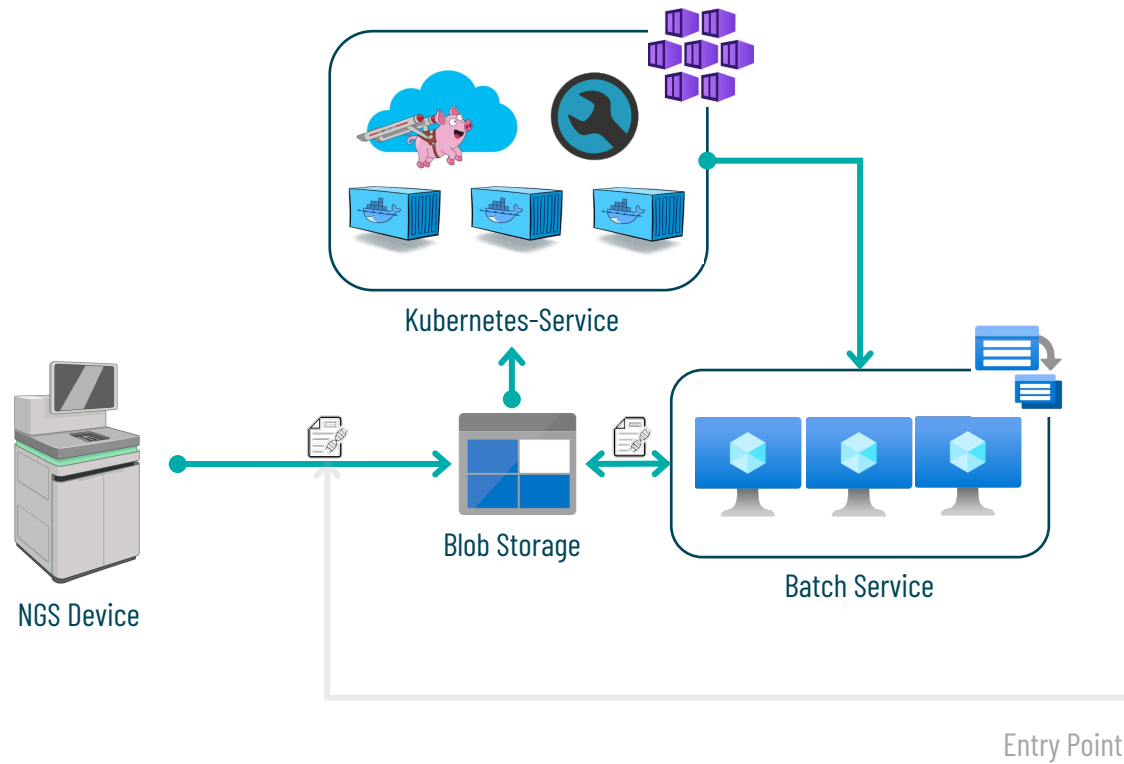 Kubernetes-Service
Blob Storage
Batch Service
NGS Device
Entry Point